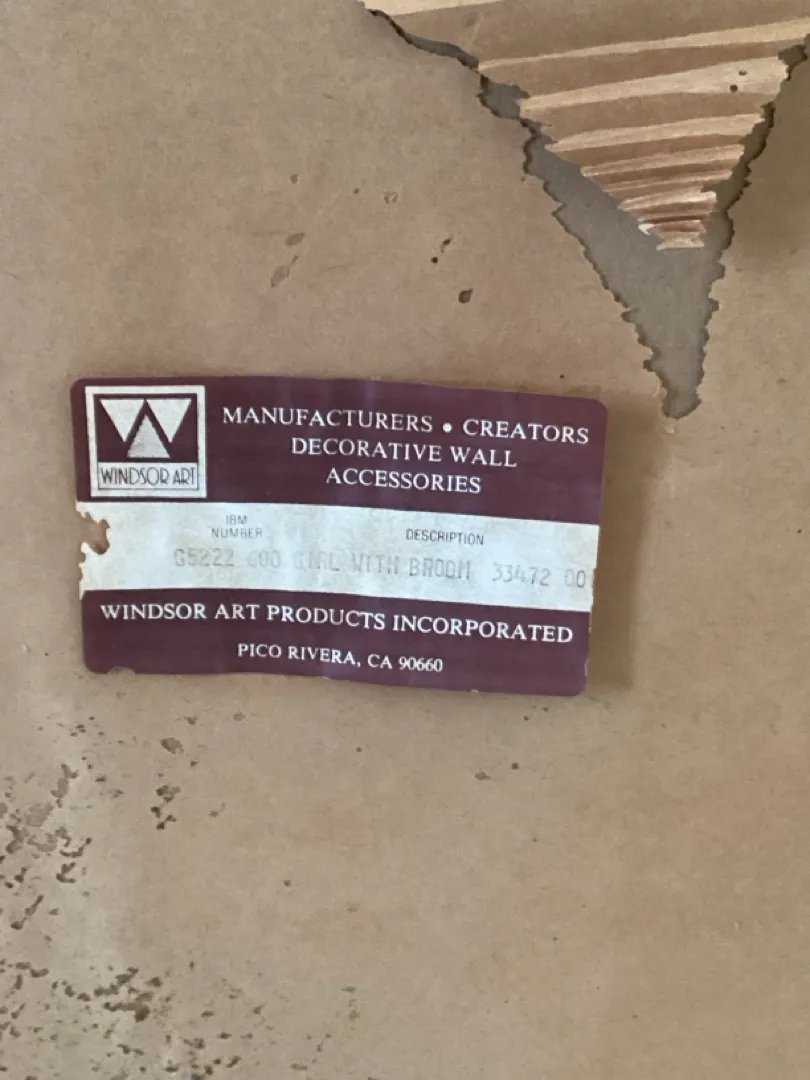 WINDSOR ART
MANUFACTURERS • CREATORS
DECORATIVE WALL
ACCESSORIES
IBM
NUMBER
DESCRIPTION
G5222 600 GIRL WITH BROOM 33472 00
WINDSOR ART PRODUCTS INCORPORATED
PICO RIVERA, CA 90660